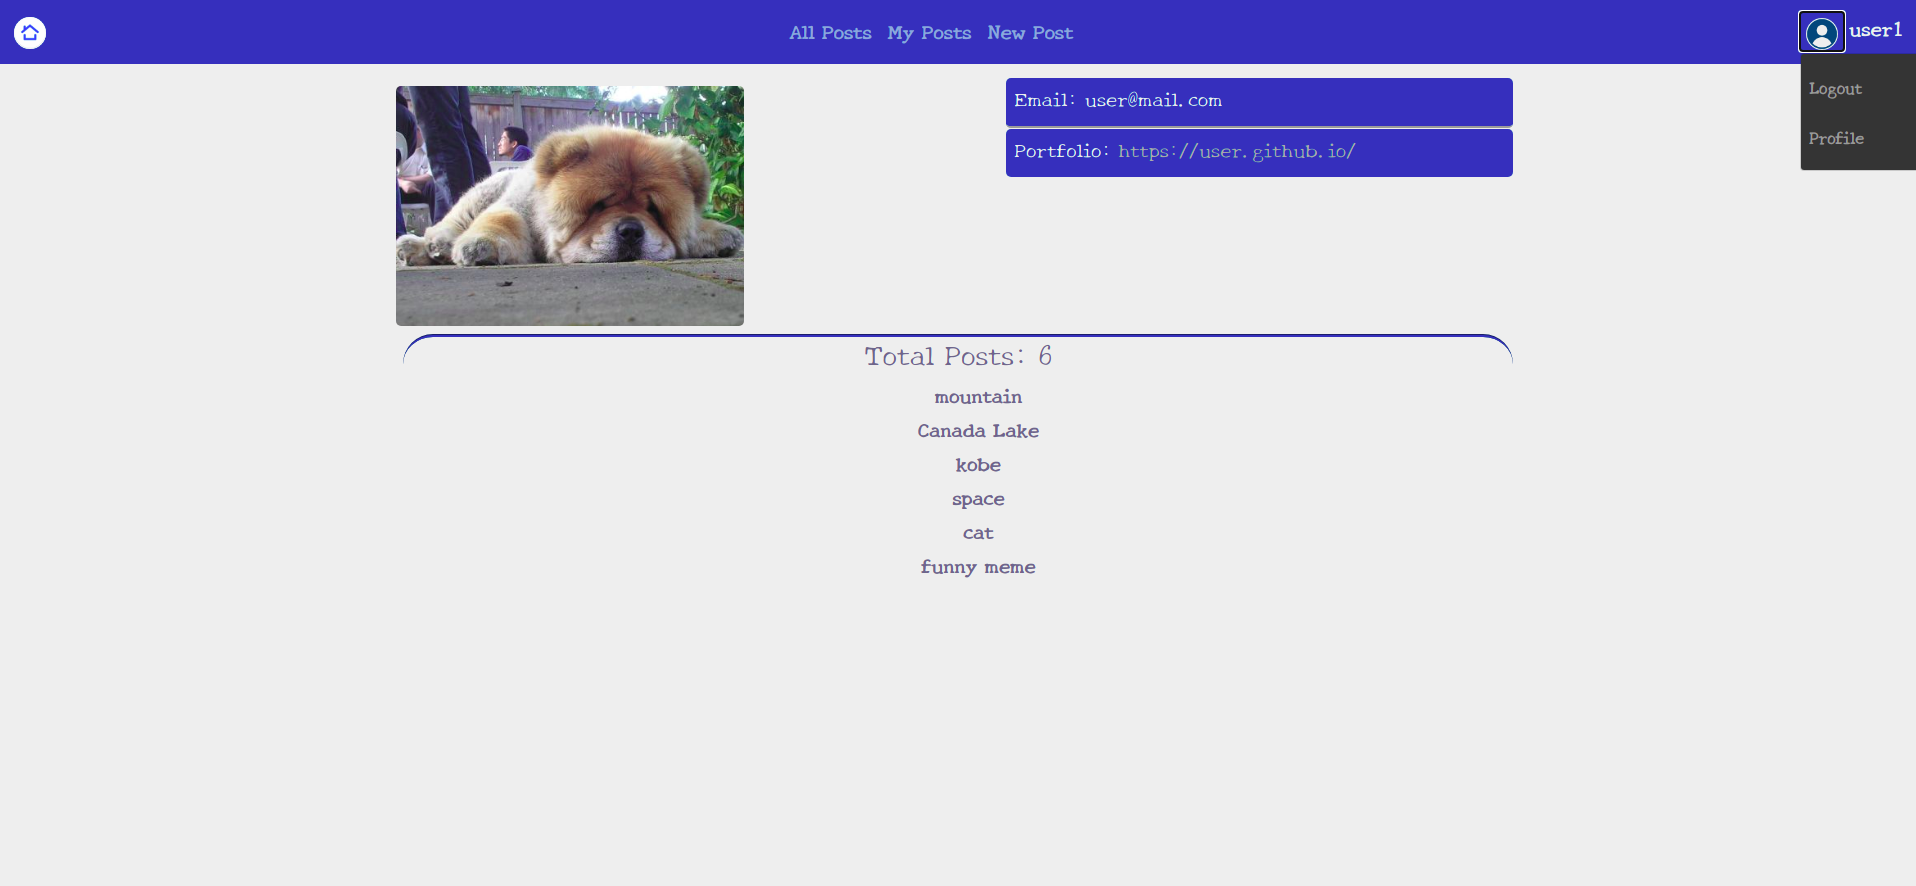 All Posts My Posts New Post
user1
Logout
Profile
Email: user@mail.com
Portfolio: https://user.github.io/
Total Posts: 6
mountain
Canada Lake
kobe
space
cat
funny meme